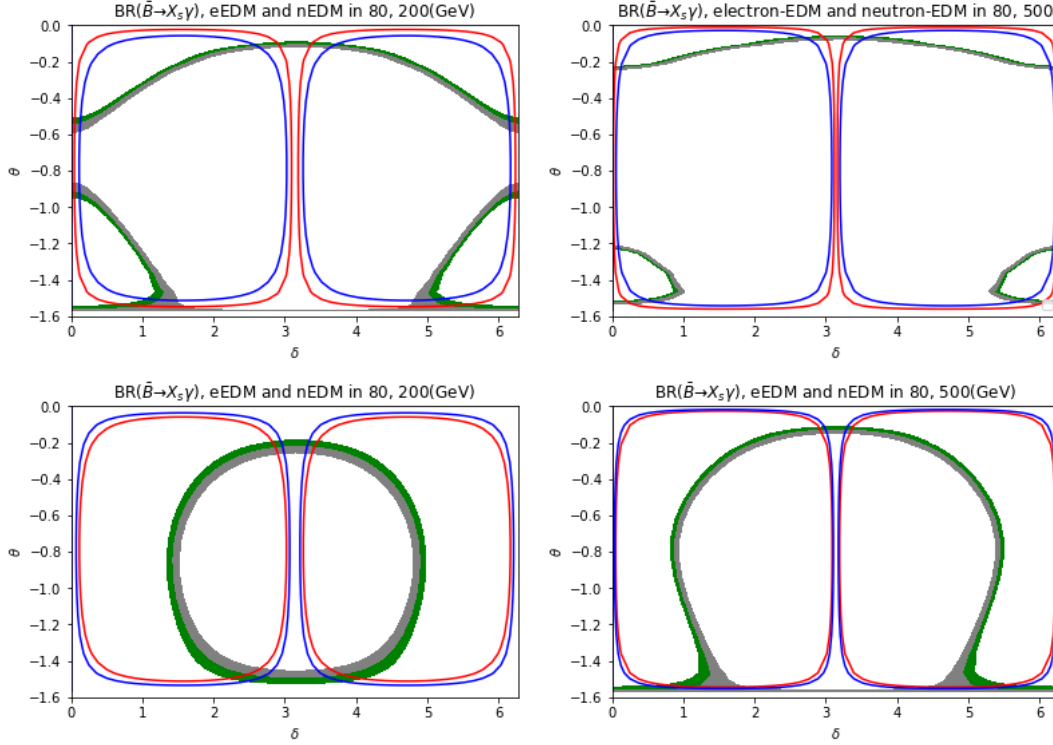 BR(B̄→X_sγ), eEDM and nEDM in 80, 200(GeV)
0.0
−0.2
−0.4
−0.6
−0.8
−1.0
−1.2
−1.4
−1.6
θ
0 1 2 3 4 5 6
δ
BR(B̄→X_sγ), electron-EDM and neutron-EDM in 80, 500
0.0
−0.2
−0.4
−0.6
−0.8
−1.0
−1.2
−1.4
−1.6
θ
0 1 2 3 4 5 6
δ
BR(B̄→X_sγ), eEDM and nEDM in 80, 200(GeV)
0.0
−0.2
−0.4
−0.6
−0.8
−1.0
−1.2
−1.4
−1.6
θ
0 1 2 3 4 5 6
δ
BR(B̄→X_sγ), eEDM and nEDM in 80, 500(GeV)
0.0
−0.2
−0.4
−0.6
−0.8
−1.0
−1.2
−1.4
−1.6
θ
0 1 2 3 4 5 6
δ